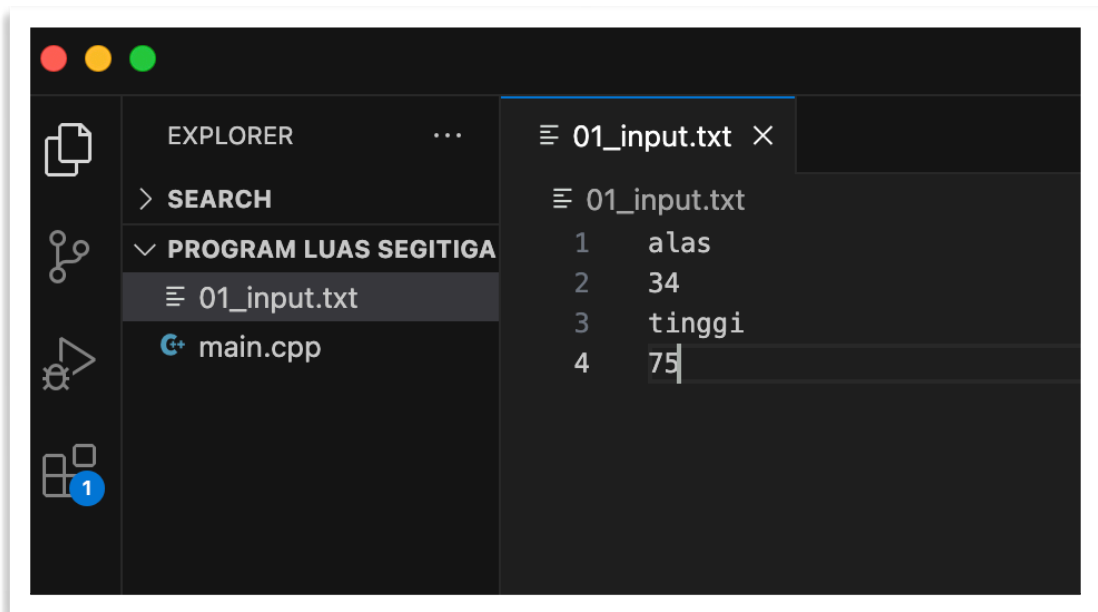 EXPLORER ...
SEARCH
PROGRAM LUAS SEGITIGA
01_input.txt
main.cpp
1
01_input.txt
01_input.txt
1 alas
2 34
3 tinggi
4 75